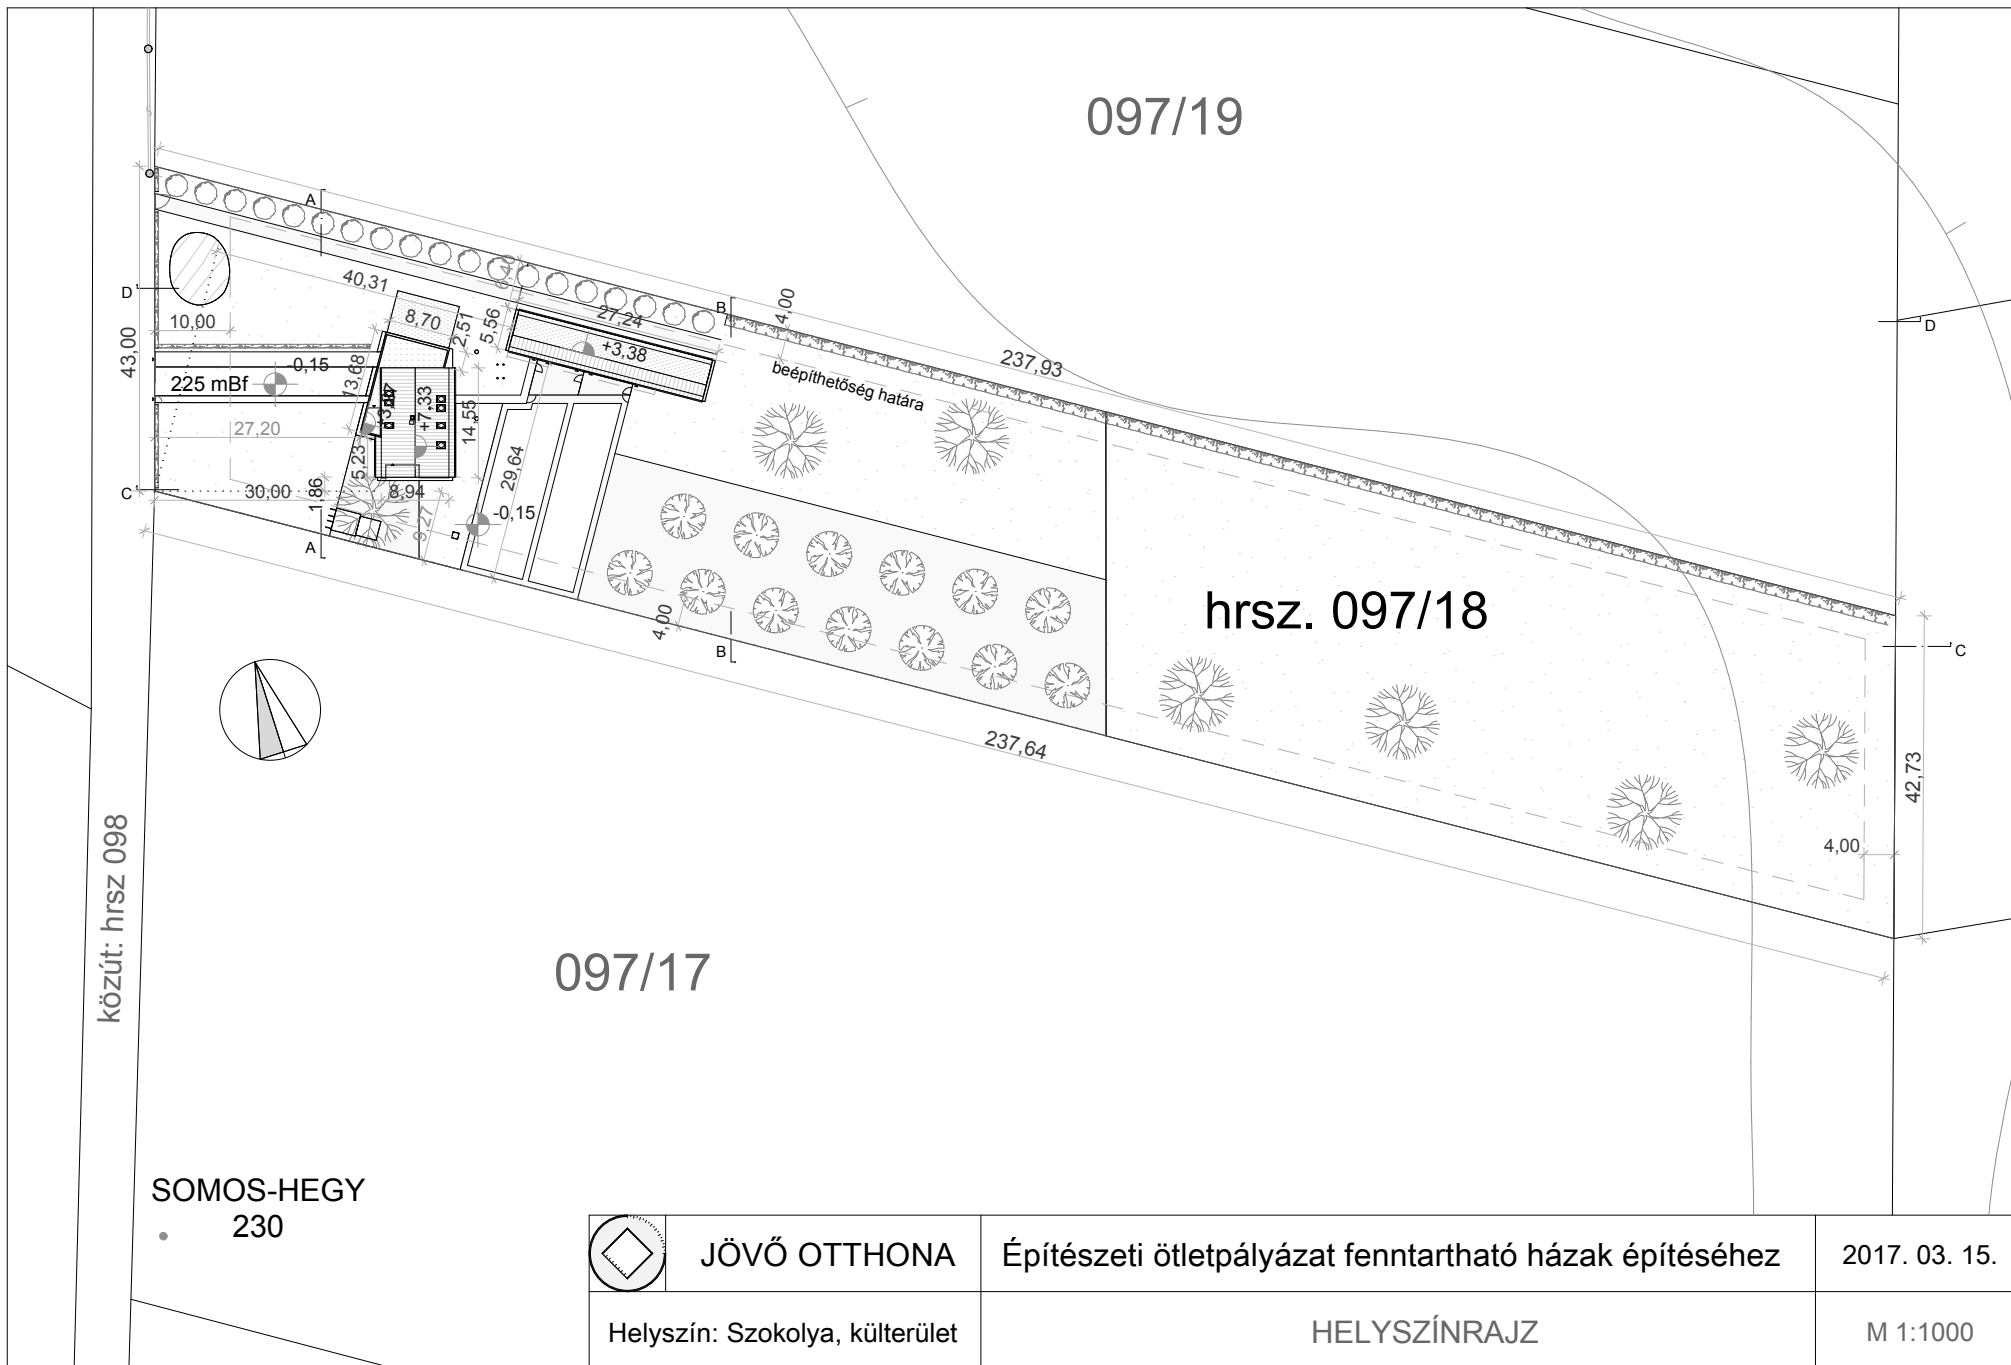 097/19
A
6,40
40,31
D
B
4,00
10,00
8,70
2,51
5,56
27,24
+3,38
D
43,00
-0,15
225 mBf
13,68
237,93
beépíthetőség határa
+7,33
14,55
27,20
5,23
29,64
C
30,00
1,86
8,94
9,27
-0,15
A
4,00
B
hrsz. 097/18
C
237,64
42,73
4,00
közút: hrsz 098
097/17
SOMOS-HEGY
230
JÖVŐ OTTHONA
Építészeti ötletpályázat fenntartható házak építéséhez
2017. 03. 15.
Helyszín: Szokolya, külterület
HELYSZÍNRAJZ
M 1:1000